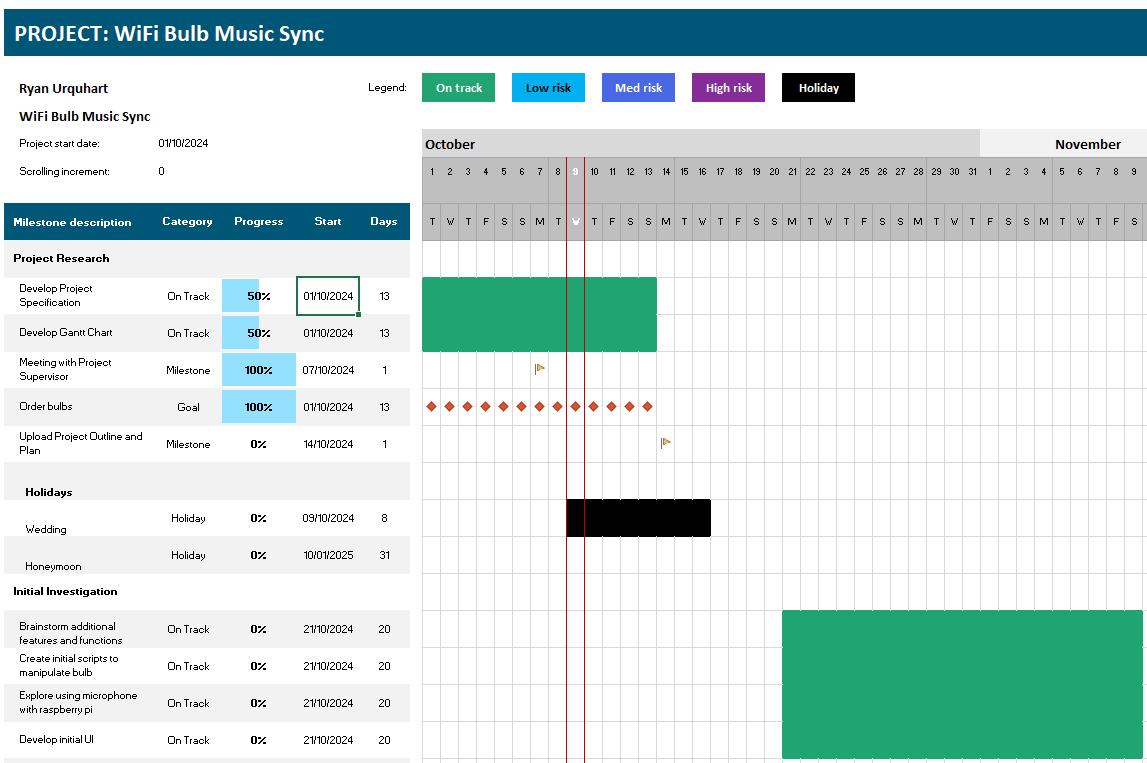 PROJECT: WiFi Bulb Music Sync
Ryan Urquhart
Legend:
On track
Low risk
Med risk
High risk
Holiday
WiFi Bulb Music Sync
Project start date:
01/10/2024
Scrolling increment:
0
October
November
1 2 3 4 5 6 7 8 9 10 11 12 13 14 15 16 17 18 19 20 21 22 23 24 25 26 27 28 29 30 31 1 2 3 4 5 6 7 8 9
Milestone description Category Progress Start Days
T W T F S S M T W T F S S M T W T F S S M T W T F S S M T W T F S S M T W T F S
Project Research
Develop Project
Specification
On Track 50% 01/10/2024 13
Develop Gantt Chart On Track 50% 01/10/2024 13
Meeting with Project
Supervisor
Milestone 100% 07/10/2024 1
Order bulbs Goal 100% 01/10/2024 13
Upload Project Outline and
Plan
Milestone 0% 14/10/2024 1
Holidays
Wedding
Holiday 0% 09/10/2024 8
Honeymoon
Holiday 0% 10/01/2025 31
Initial Investigation
Brainstorm additional
features and functions
On Track 0% 21/10/2024 20
Create initial scripts to
manipulate bulb
On Track 0% 21/10/2024 20
Explore using microphone
with raspberry pi
On Track 0% 21/10/2024 20
Develop initial UI On Track 0% 21/10/2024 20